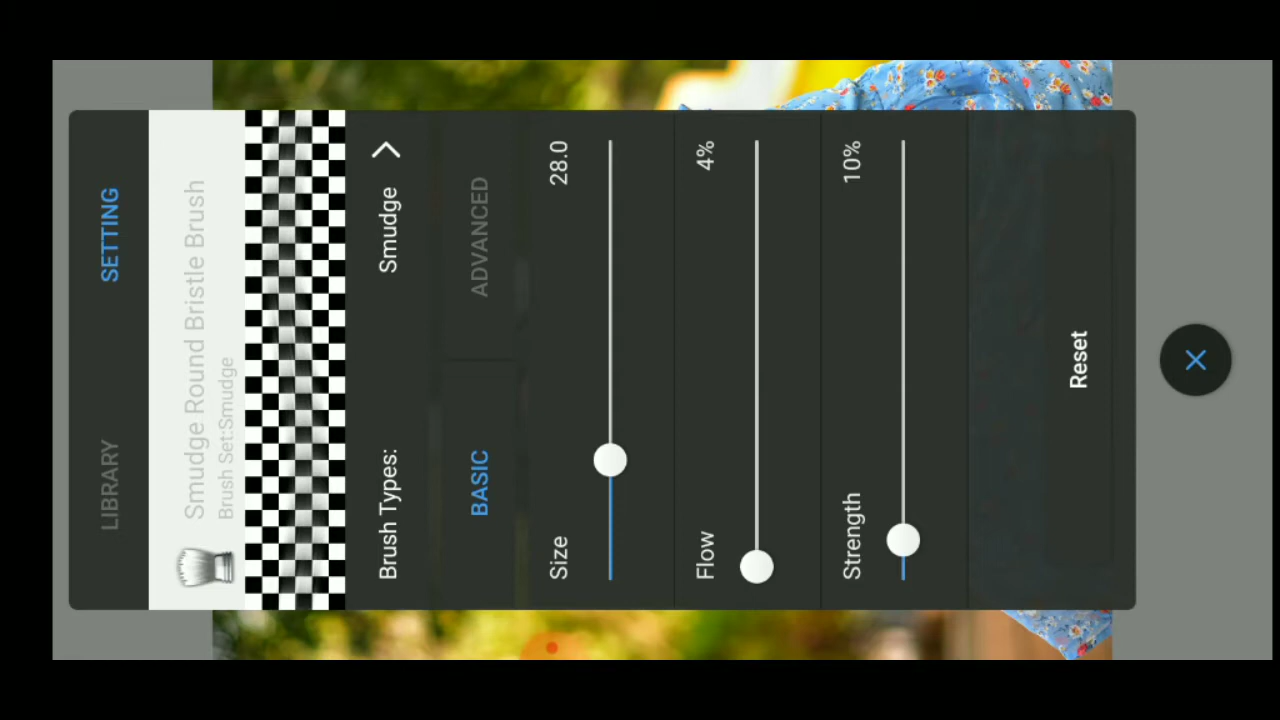 LIBRARY SETTING
Smudge Round Bristle Brush
Brush Set:Smudge
Brush Types: Smudge
BASIC ADVANCED
Size 28.0
Flow 4%
Strength 10%
Reset